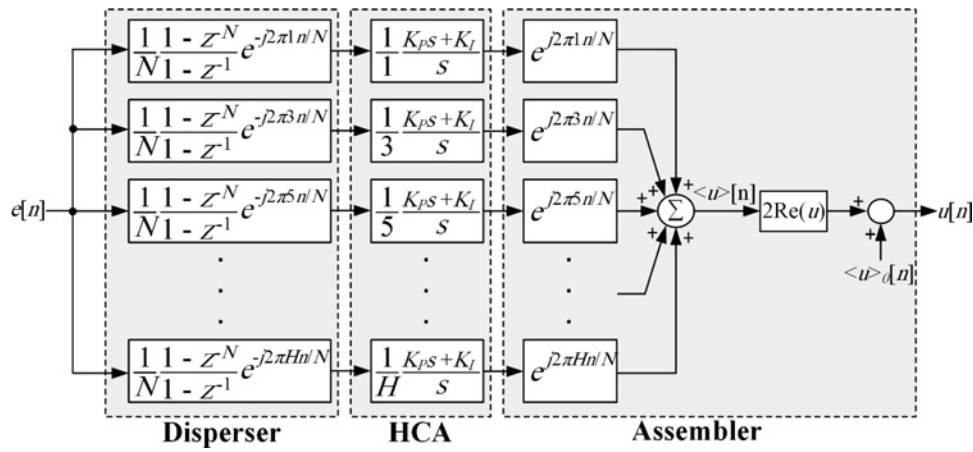 1/N 1 - Z^-N / 1 - Z^-1 e^-j2π1n/N
1/1 K_P s + K_I / s
e^j2π1n/N
1/N 1 - Z^-N / 1 - Z^-1 e^-j2π3n/N
1/3 K_P s + K_I / s
e^j2π3n/N
e[n]
1/N 1 - Z^-N / 1 - Z^-1 e^-j2π5n/N
1/5 K_P s + K_I / s
e^j2π5n/N
+ + + + + +
Σ
<u>[n]
2Re(u)
+
+
u[n]
<u>_0[n]
1/N 1 - Z^-N / 1 - Z^-1 e^-j2πHn/N
1/H K_P s + K_I / s
e^j2πHn/N
Disperser
HCA
Assembler